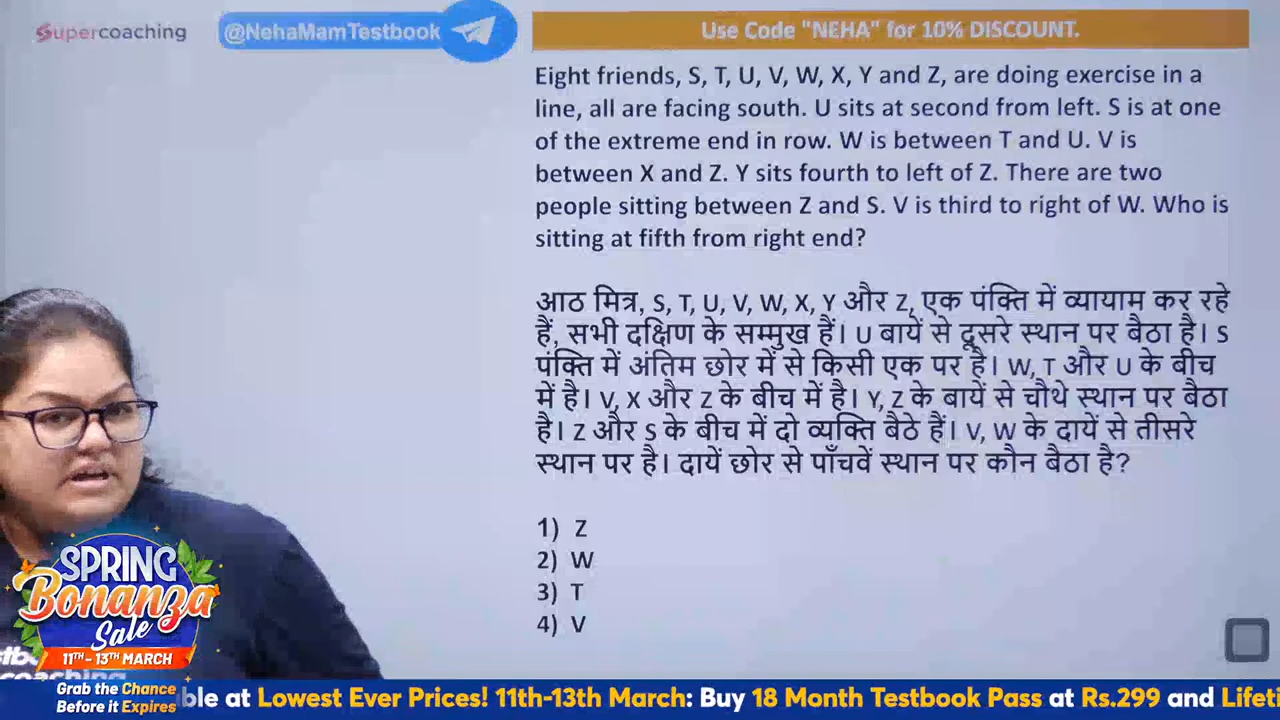 Supercoaching
@NehaMamTestbook
Use Code "NEHA" for 10% DISCOUNT.
Eight friends, S, T, U, V, W, X, Y and Z, are doing exercise in a
line, all are facing south. U sits at second from left. S is at one
of the extreme end in row. W is between T and U. V is
between X and Z. Y sits fourth to left of Z. There are two
people sitting between Z and S. V is third to right of W. Who is
sitting at fifth from right end?
आठ मित्र, S, T, U, V, W, X, Y और Z, एक पंक्ति में व्यायाम कर रहे
हैं, सभी दक्षिण के सम्मुख हैं। U बायें से दूसरे स्थान पर बैठा है। S
पंक्ति में अंतिम छोर में से किसी एक पर है। W, T और U के बीच
में है। V, X और Z के बीच में है। Y, Z के बायें से चौथे स्थान पर बैठा
है। Z और S के बीच में दो व्यक्ति बैठे हैं। V, W के दायें से तीसरे
स्थान पर है। दायें छोर से पाँचवें स्थान पर कौन बैठा है?
1) Z
2) W
3) T
4) V
SPRING
Bonanza
Sale
11TH - 13TH MARCH
coaching
Grab the Chance
Before it Expires
ble at Lowest Ever Prices! 11th-13th March: Buy 18 Month Testbook Pass at Rs.299 and Lifeti